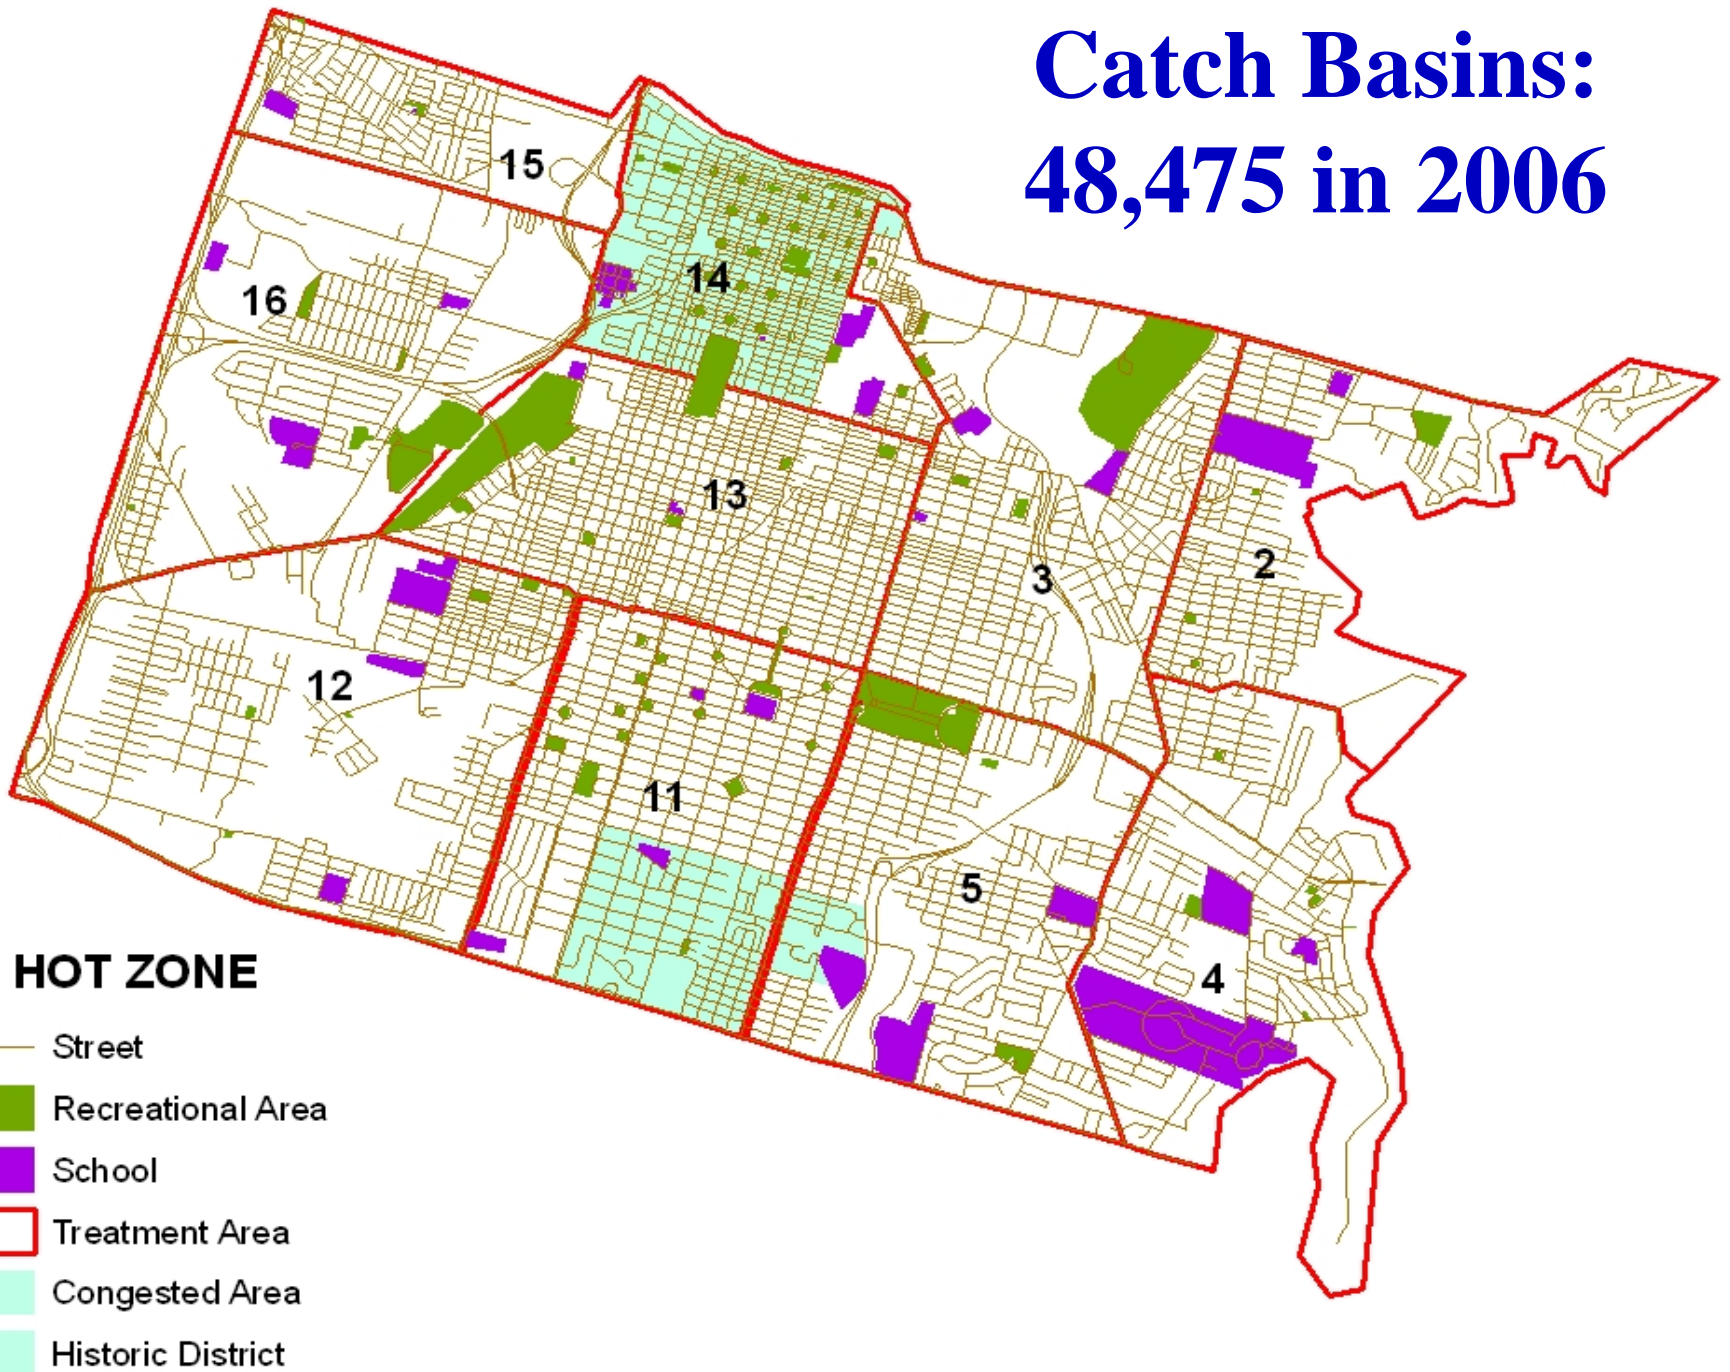 Catch Basins:
48,475 in 2006
15
14
16
13
3
2
12
11
5
4
HOT ZONE
Street
Recreational Area
School
Treatment Area
Congested Area
Historic District